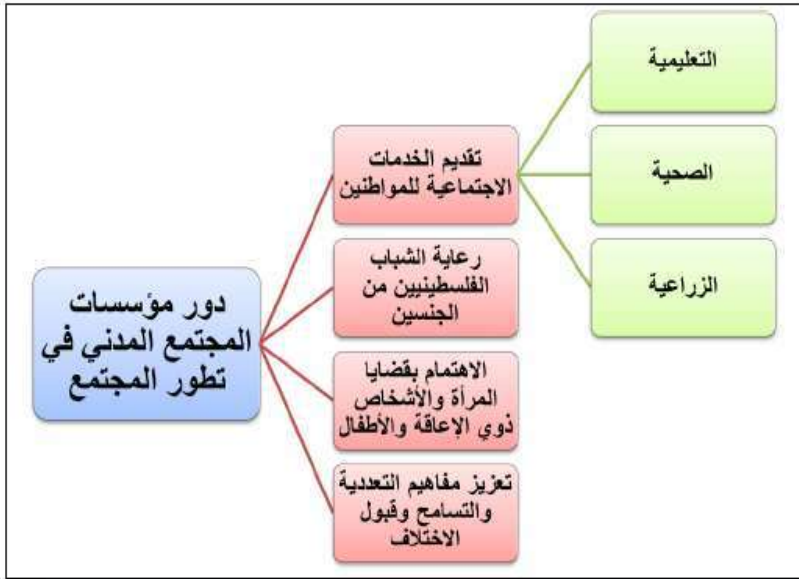 دور مؤسسات
المجتمع المدني في
تطور المجتمع
تقديم الخدمات
الاجتماعية للمواطنين
رعاية الشباب
الفلسطينيين من
الجنسين
الاهتمام بقضايا
المرأة والأشخاص
ذوي الإعاقة والأطفال
تعزيز مفاهيم التعددية
والتسامح وقبول
الاختلاف
التعليمية
الصحية
الزراعية